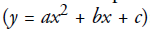 (y = ax² + bx + c)